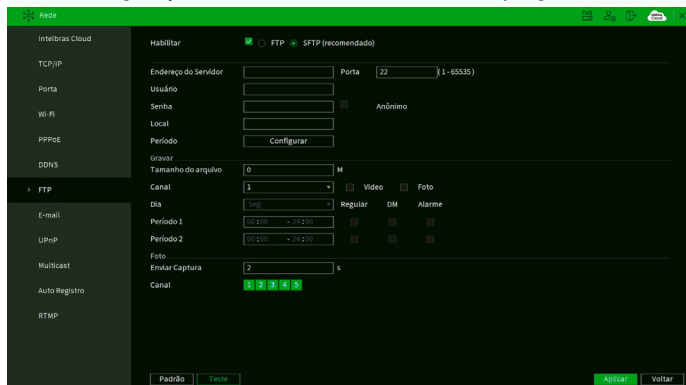 Rede
FAQ
Intelbras Cloud
TCP/IP
Porta
Wi-Fi
PPPoE
DDNS
> FTP
E-mail
UPnP
Multicast
Auto Registro
RTMP
Habilitar FTP SFTP (recomendado)
Endereço do Servidor Porta 22 (1 - 65535)
Usuário
Senha Anônimo
Local
Período Configurar
Gravar
Tamanho do arquivo 0 M
Canal 1 Vídeo Foto
Dia Seg Regular DM Alarme
Período 1 00:00 - 24:00
Período 2 00:00 - 24:00
Foto
Enviar Captura 2 s
Canal 1 2 3 4 5
Padrão Teste Aplicar Voltar